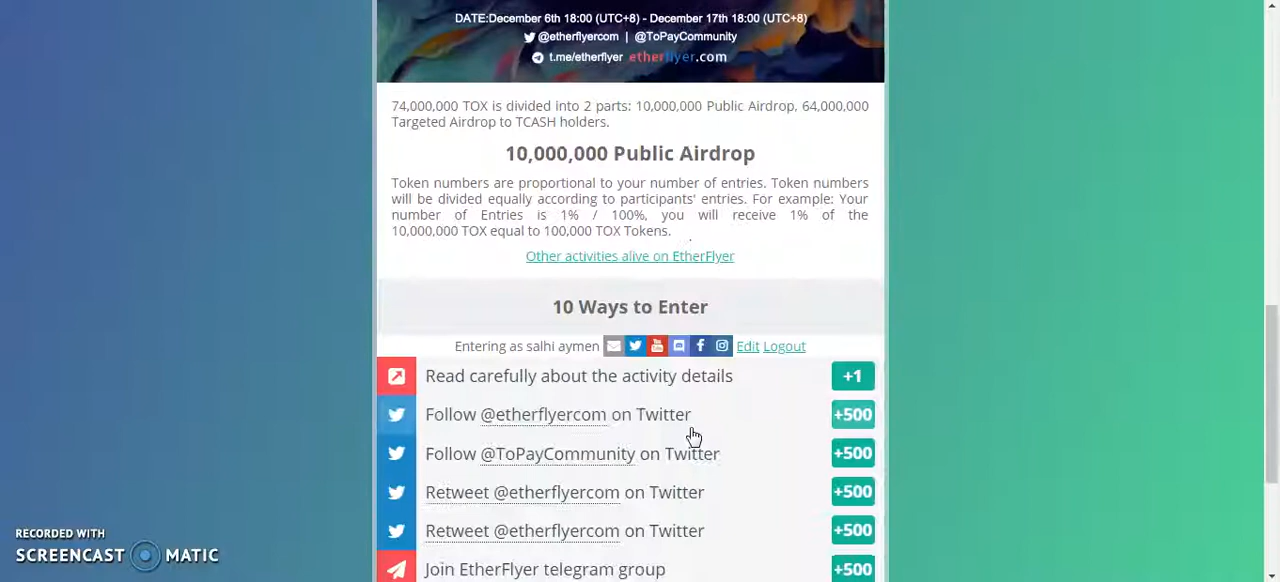 DATE:December 6th 18:00 (UTC+8) - December 17th 18:00 (UTC+8)
@etherflyercom | @ToPayCommunity
t.me/etherflyer etherflyer.com
74,000,000 TOX is divided into 2 parts: 10,000,000 Public Airdrop, 64,000,000
Targeted Airdrop to TCASH holders.
10,000,000 Public Airdrop
Token numbers are proportional to your number of entries. Token numbers
will be divided equally according to participants' entries. For example: Your
number of Entries is 1% / 100%, you will receive 1% of the
10,000,000 TOX equal to 100,000 TOX Tokens.
Other activities alive on EtherFlyer
10 Ways to Enter
Entering as salhi aymen Edit Logout
Read carefully about the activity details +1
Follow @etherflyercom on Twitter +500
Follow @ToPayCommunity on Twitter +500
Retweet @etherflyercom on Twitter +500
Retweet @etherflyercom on Twitter +500
Join EtherFlyer telegram group +500
RECORDED WITH
SCREENCAST MATIC